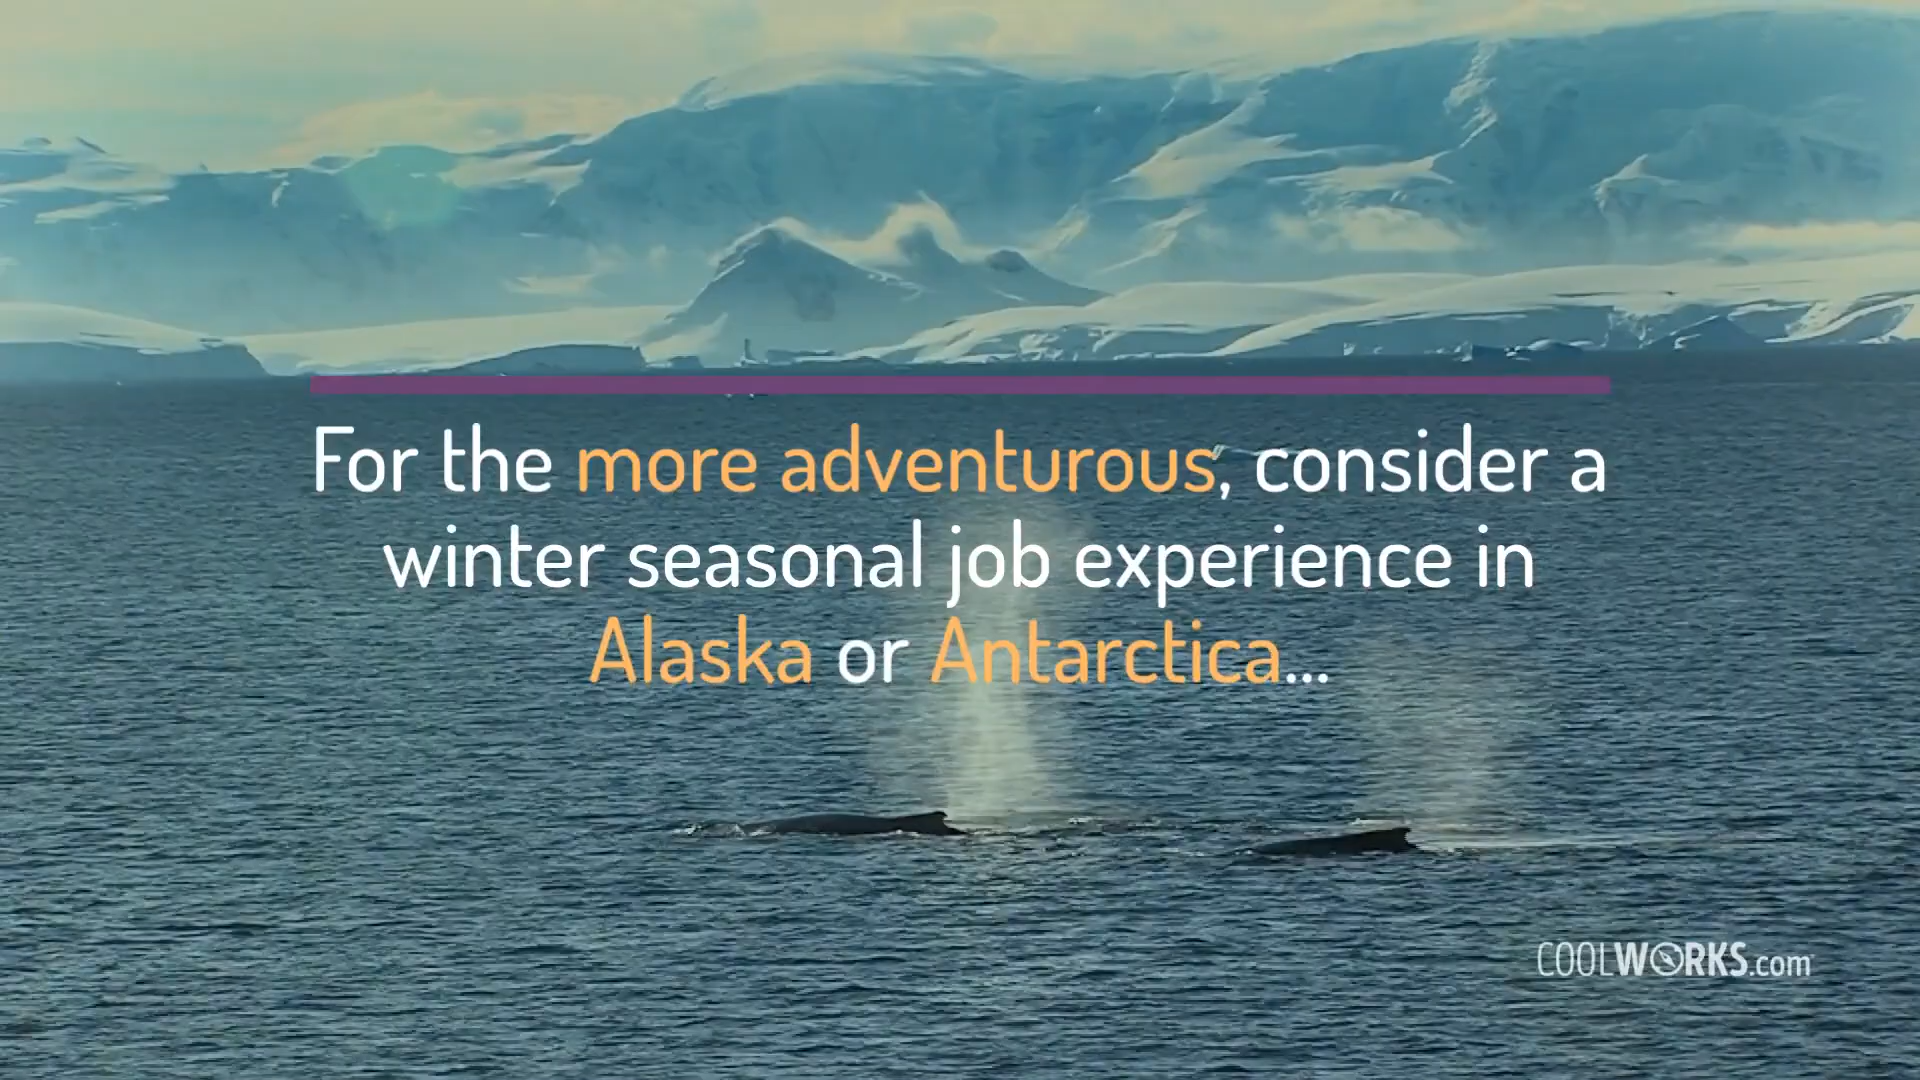 For the more adventurous, consider a
winter seasonal job experience in
Alaska or Antarctica...
COOLWORKS.com